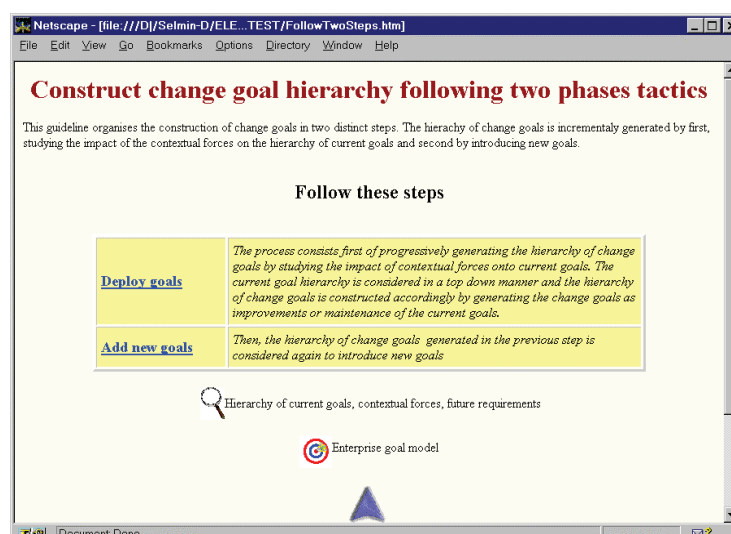 Netscape - [file:///D|/Selmin-D/ELE...TEST/FollowTwoSteps.htm]
File Edit View Go Bookmarks Options Directory Window Help
Construct change goal hierarchy following two phases tactics
This guideline organises the construction of change goals in two distinct steps. The hierachy of change goals is incrementaly generated by first,
studying the impact of the contextual forces on the hierarchy of current goals and second by introducing new goals.
Follow these steps
Deploy goals
The process consists first of progressively generating the hierarchy of change
goals by studying the impact of contextual forces onto current goals. The
current goal hierarchy is considered in a top down manner and the hierarchy
of change goals is constructed accordingly by generating the change goals as
improvements or maintenance of the current goals.
Add new goals
Then, the hierarchy of change goals generated in the previous step is
considered again to introduce new goals
Hierarchy of current goals, contextual forces, future requirements
Enterprise goal model
Document Done